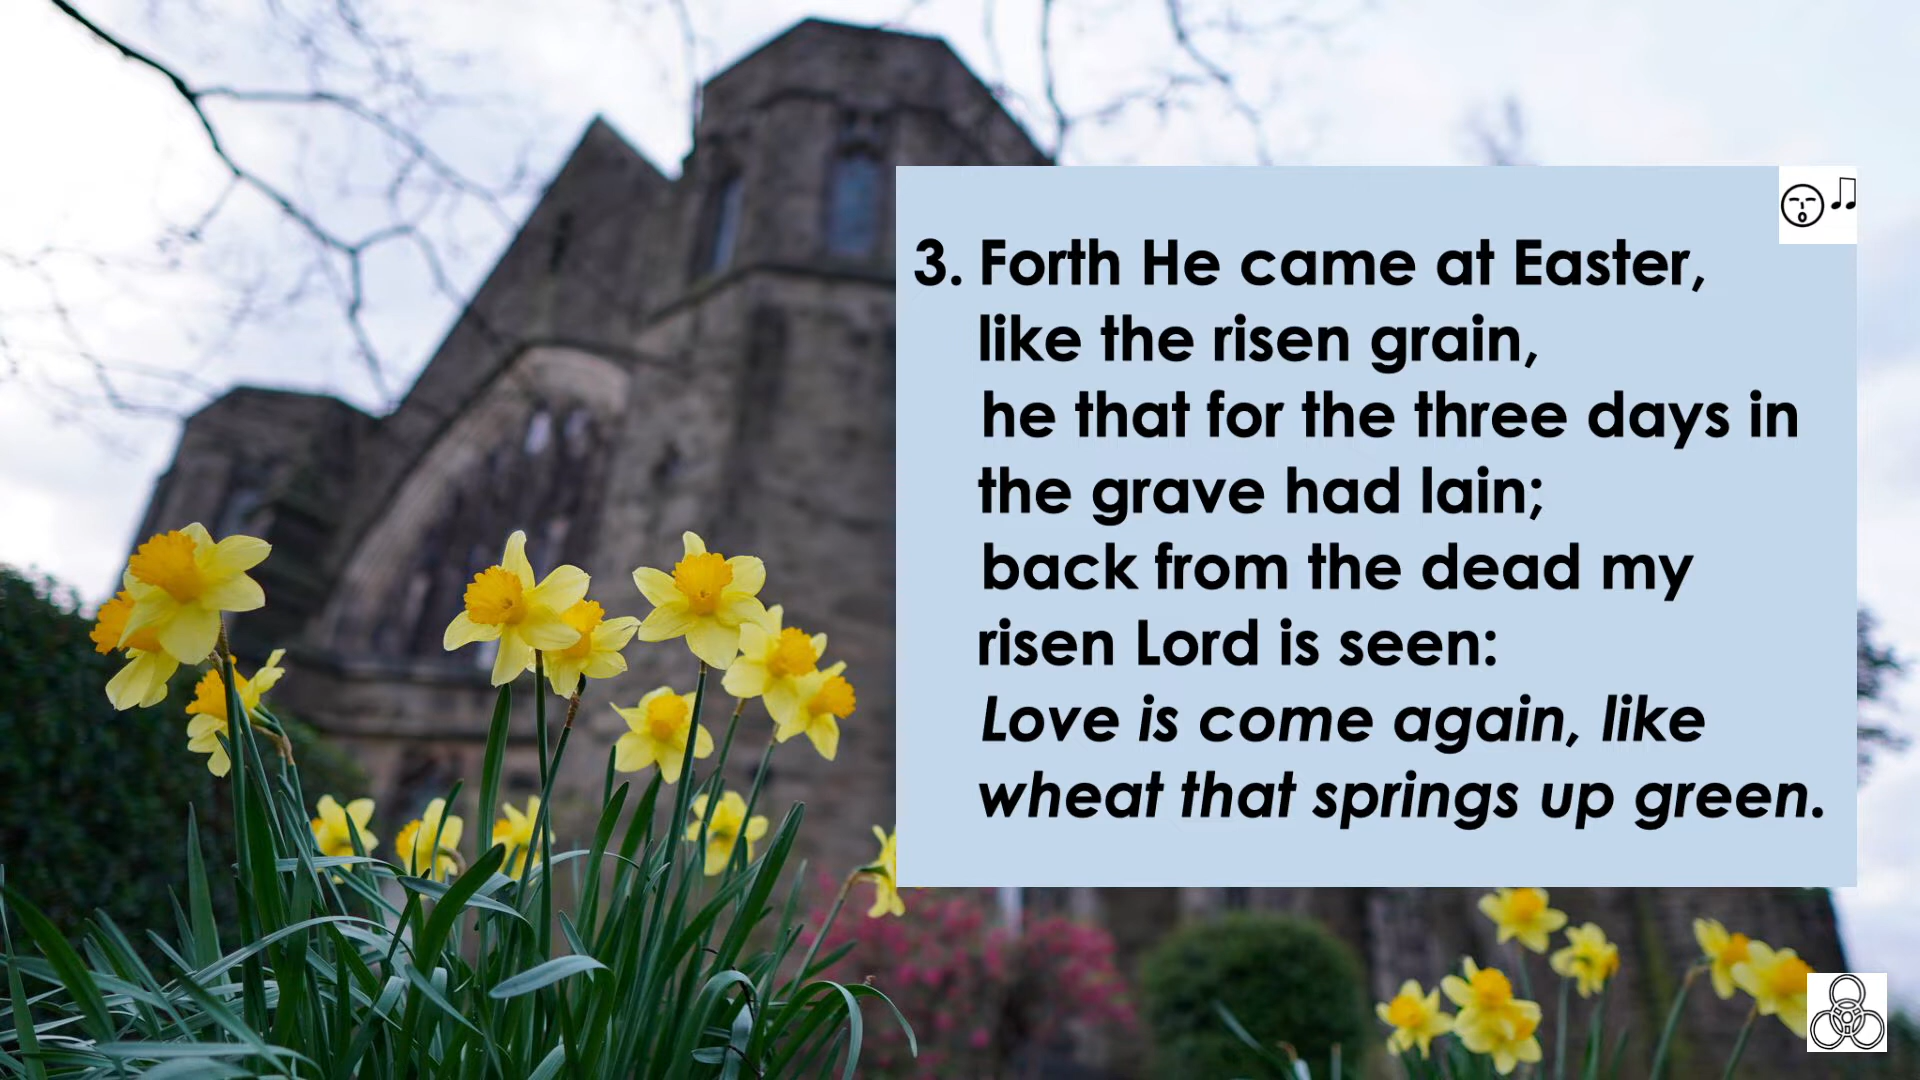 3. Forth He came at Easter,
like the risen grain,
he that for the three days in
the grave had lain;
back from the dead my
risen Lord is seen:
Love is come again, like
wheat that springs up green.